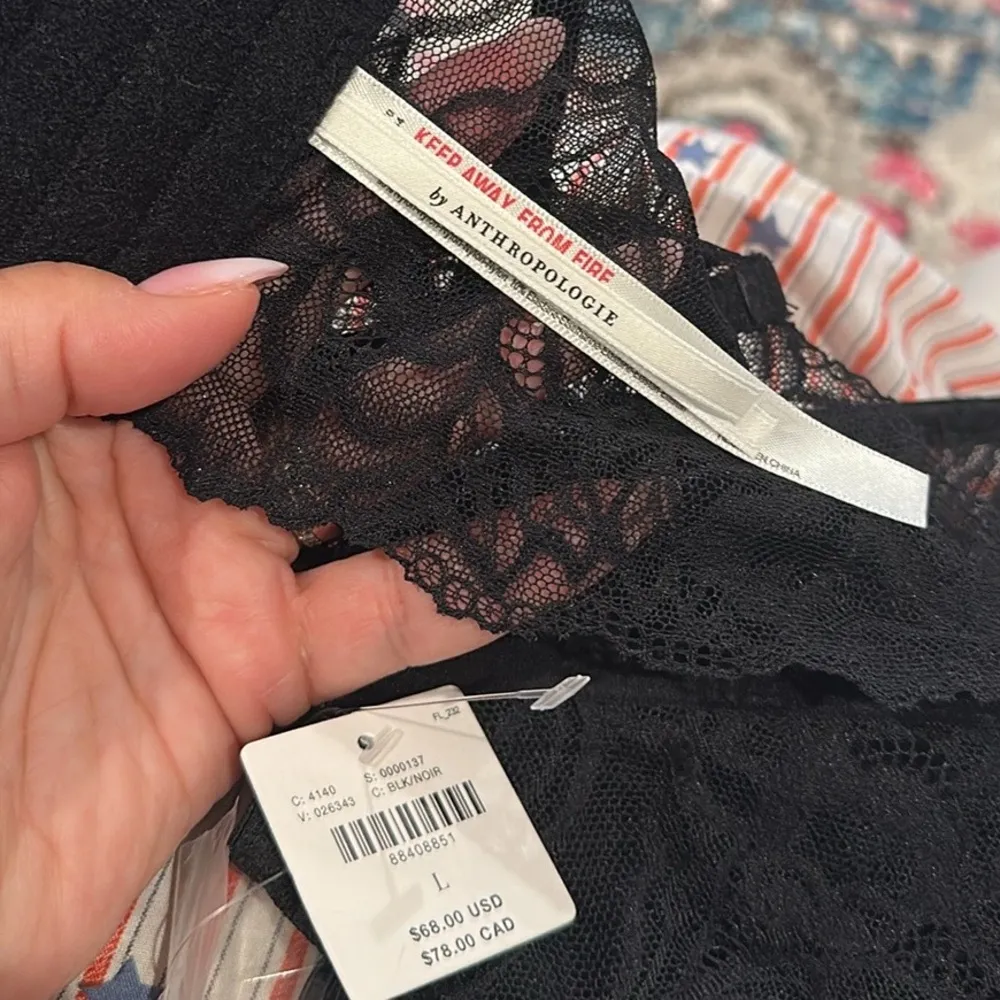 KEEP AWAY FROM FIRE
by ANTHROPOLOGIE
EN CHINA
FL_232
S: 0000137
C: 4140
C: BLK/NOIR
V: 026343
88408851
L
$68.00 USD
$78.00 CAD